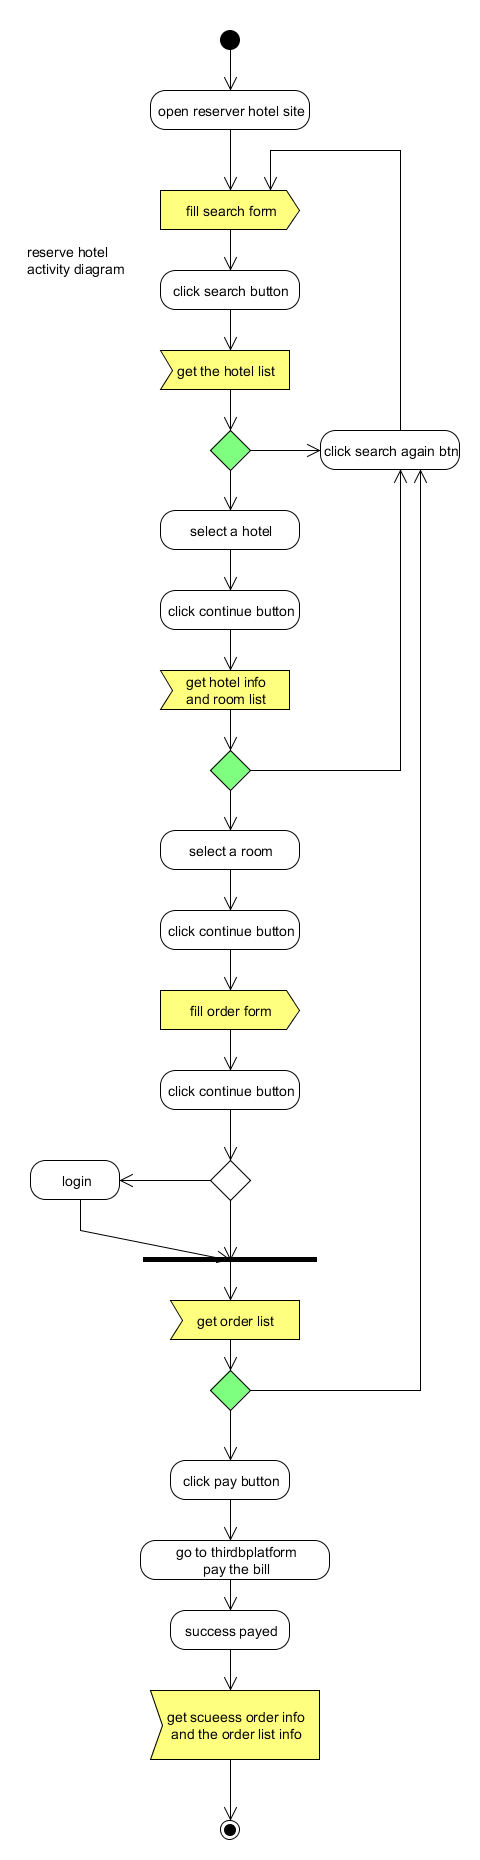 open reserver hotel site
fill search form
reserve hotel
activity diagram
click search button
get the hotel list
click search again btn
select a hotel
click continue button
get hotel info
and room list
select a room
click continue button
fill order form
click continue button
login
get order list
click pay button
go to thirdbplatform
pay the bill
success payed
get scueess order info
and the order list info